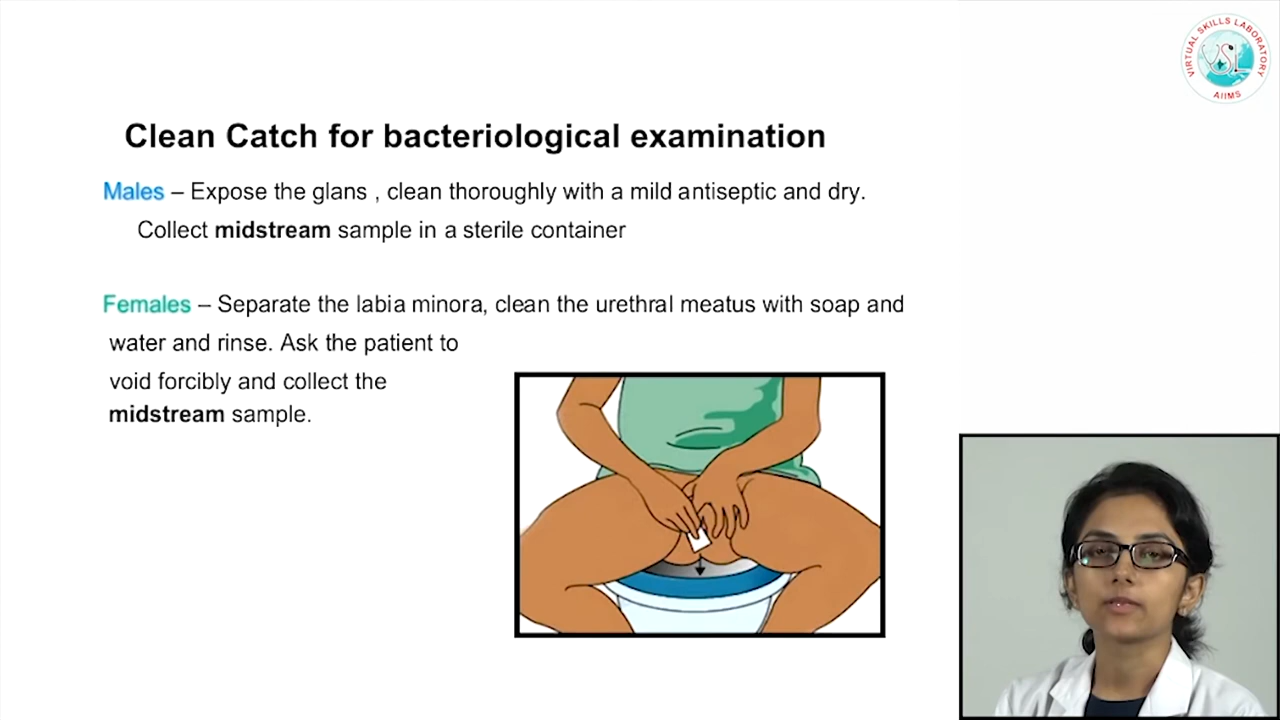 VIRTUAL SKILLS LABORATORY
VSL
AIIMS
Clean Catch for bacteriological examination
Males – Expose the glans , clean thoroughly with a mild antiseptic and dry.
Collect midstream sample in a sterile container
Females – Separate the labia minora, clean the urethral meatus with soap and
water and rinse. Ask the patient to
void forcibly and collect the
midstream sample.